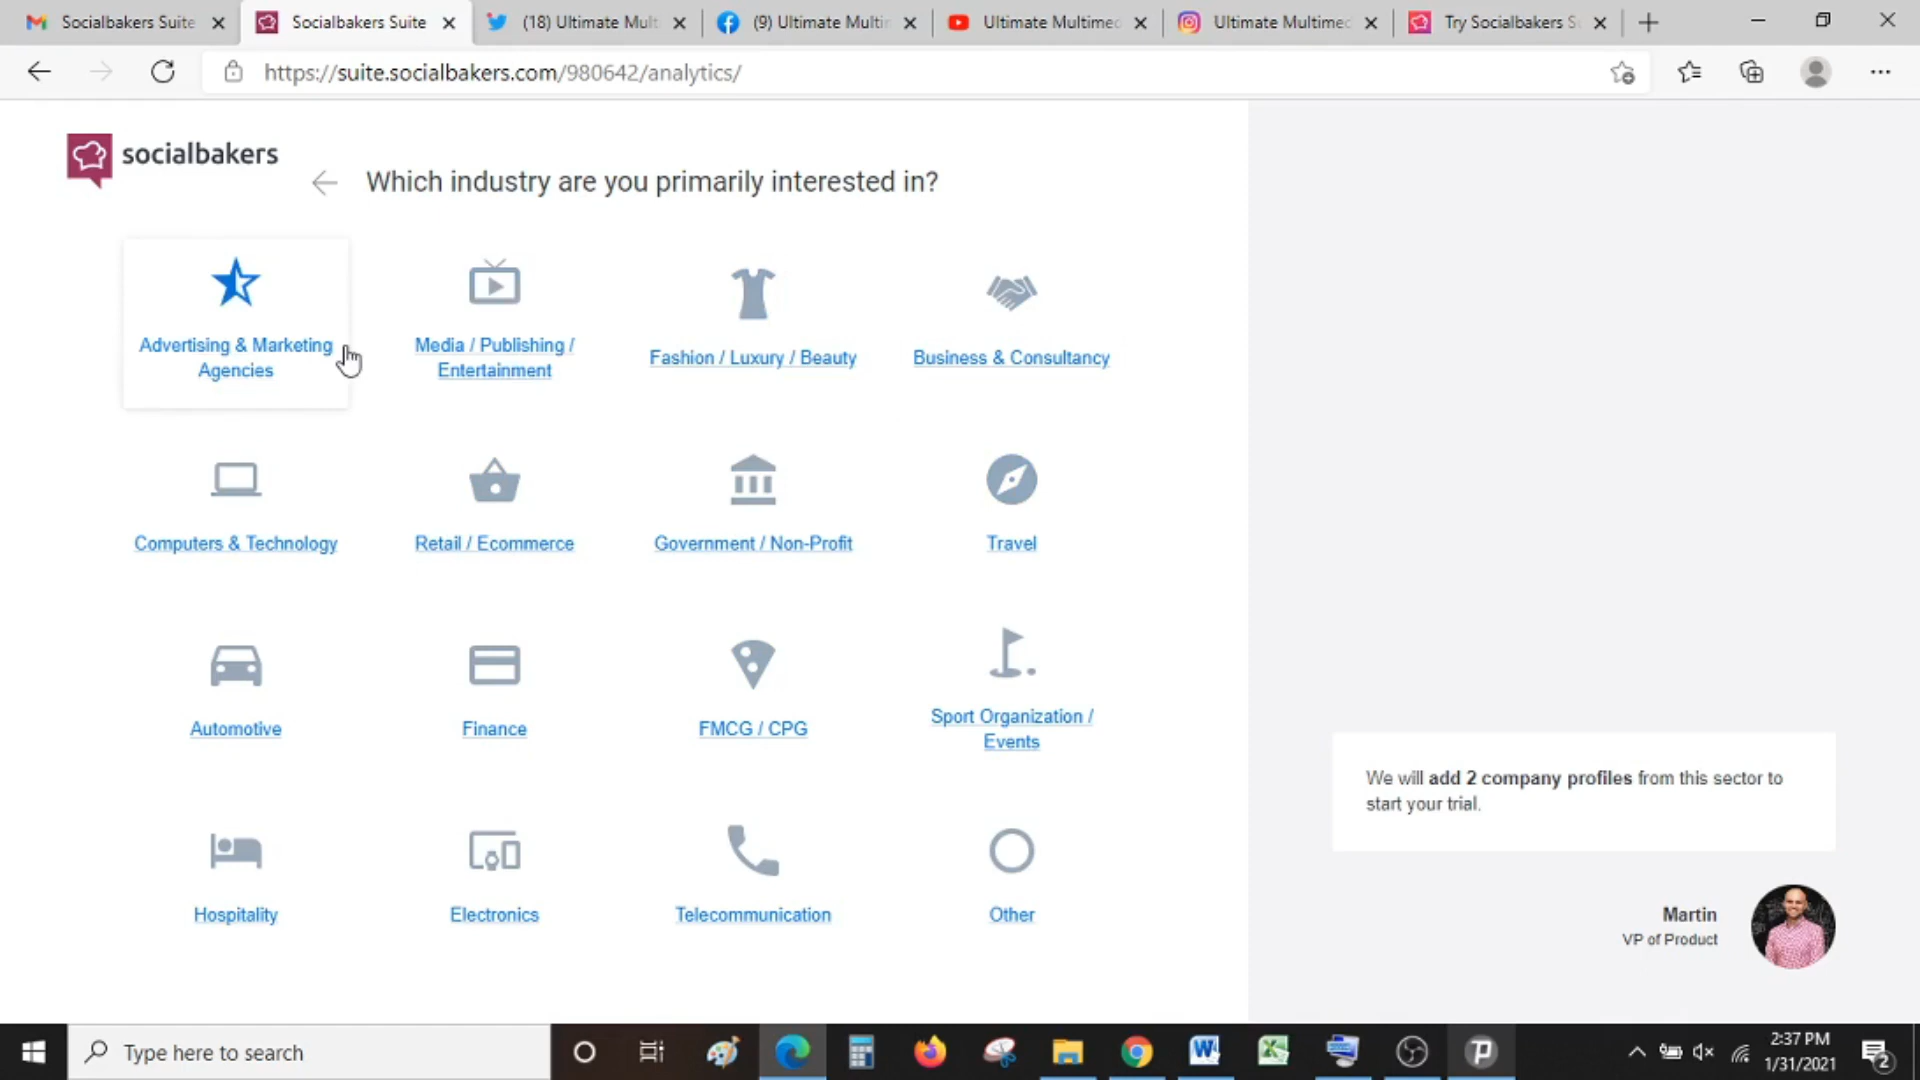 Socialbakers Suite
Socialbakers Suite
(18) Ultimate Mult
(9) Ultimate Multin
Ultimate Multimed
Ultimate Multimed
Try Socialbakers S
https://suite.socialbakers.com/980642/analytics/
socialbakers
Which industry are you primarily interested in?
Advertising & Marketing
Agencies
Media / Publishing /
Entertainment
Fashion / Luxury / Beauty
Business & Consultancy
Computers & Technology
Retail / Ecommerce
Government / Non-Profit
Travel
Automotive
Finance
FMCG / CPG
Sport Organization /
Events
Hospitality
Electronics
Telecommunication
Other
We will add 2 company profiles from this sector to
start your trial.
Martin
VP of Product
Type here to search
2:37 PM
1/31/2021
2